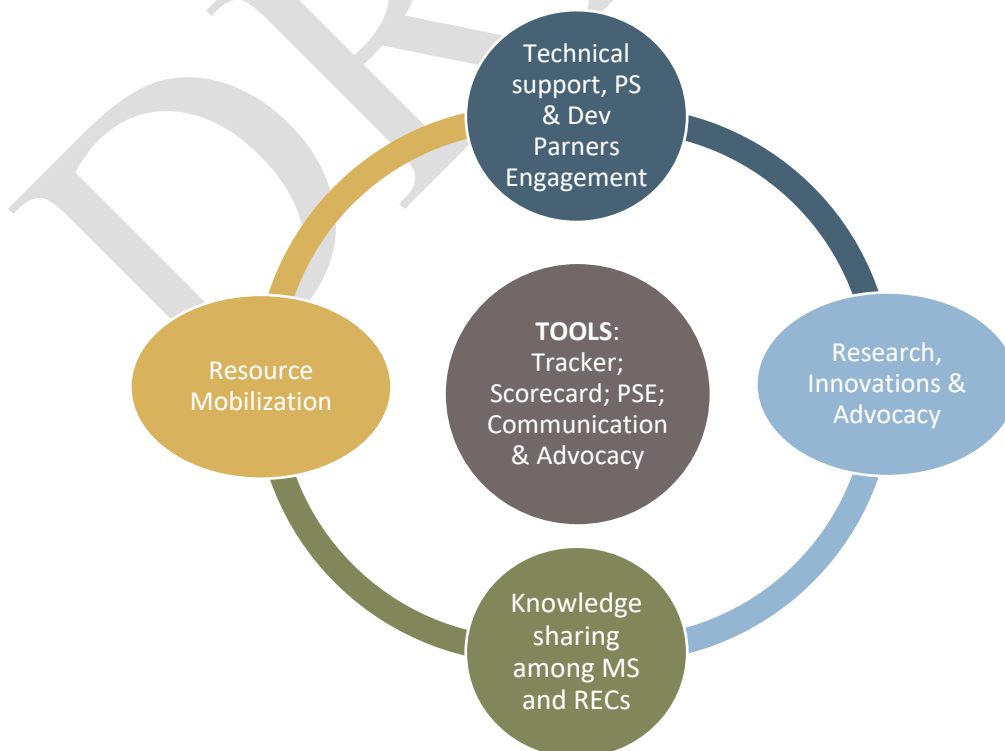 Technical
support, PS
& Dev
Parners
Engagement
TOOLS:
Tracker;
Scorecard; PSE;
Communication
& Advocacy
Research,
Innovations &
Advocacy
Resource
Mobilization
Knowledge
sharing
among MS
and RECs